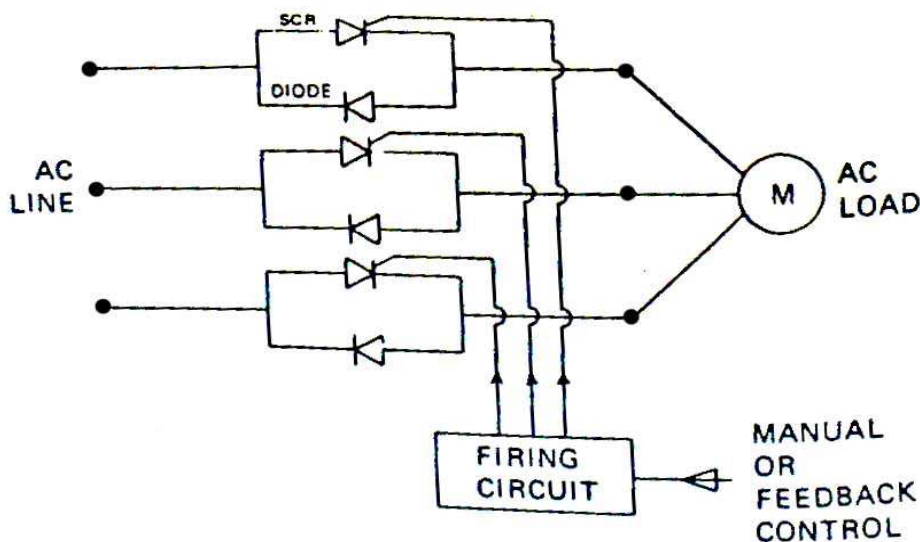 SCR
DIODE
AC
LINE
M
AC
LOAD
FIRING
CIRCUIT
MANUAL
OR
FEEDBACK
CONTROL